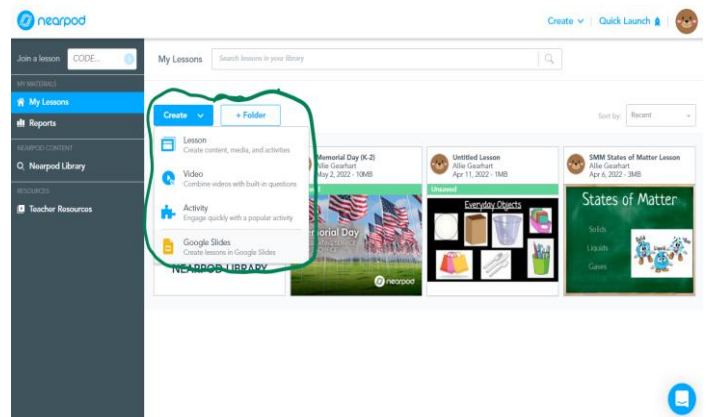 nearpod
Create
Quick Launch
Join a lesson
CODE...
My Lessons
Search lessons in your library
MY MATERIALS
My Lessons
Reports
NEARPOD CONTENT
Nearpod Library
RESOURCES
Teacher Resources
Create
+ Folder
Sort by
Recent
Lesson
Create content, media, and activities
Video
Combine videos with built-in questions
Activity
Engage quickly with a popular activity
Google Slides
Create lessons in Google Slides
NEARPOD LIBRARY
Memorial Day (K-2)
Allie Gearhart
May 2, 2022 - 10MB
Memorial Day
nearpod
Untitled Lesson
Allie Gearhart
Apr 11, 2022 - 1MB
Unsaved
Everyday Objects
SMM States of Matter Lesson
Allie Gearhart
Apr 6, 2022 - 3MB
States of Matter
Solids
Liquids
Gases